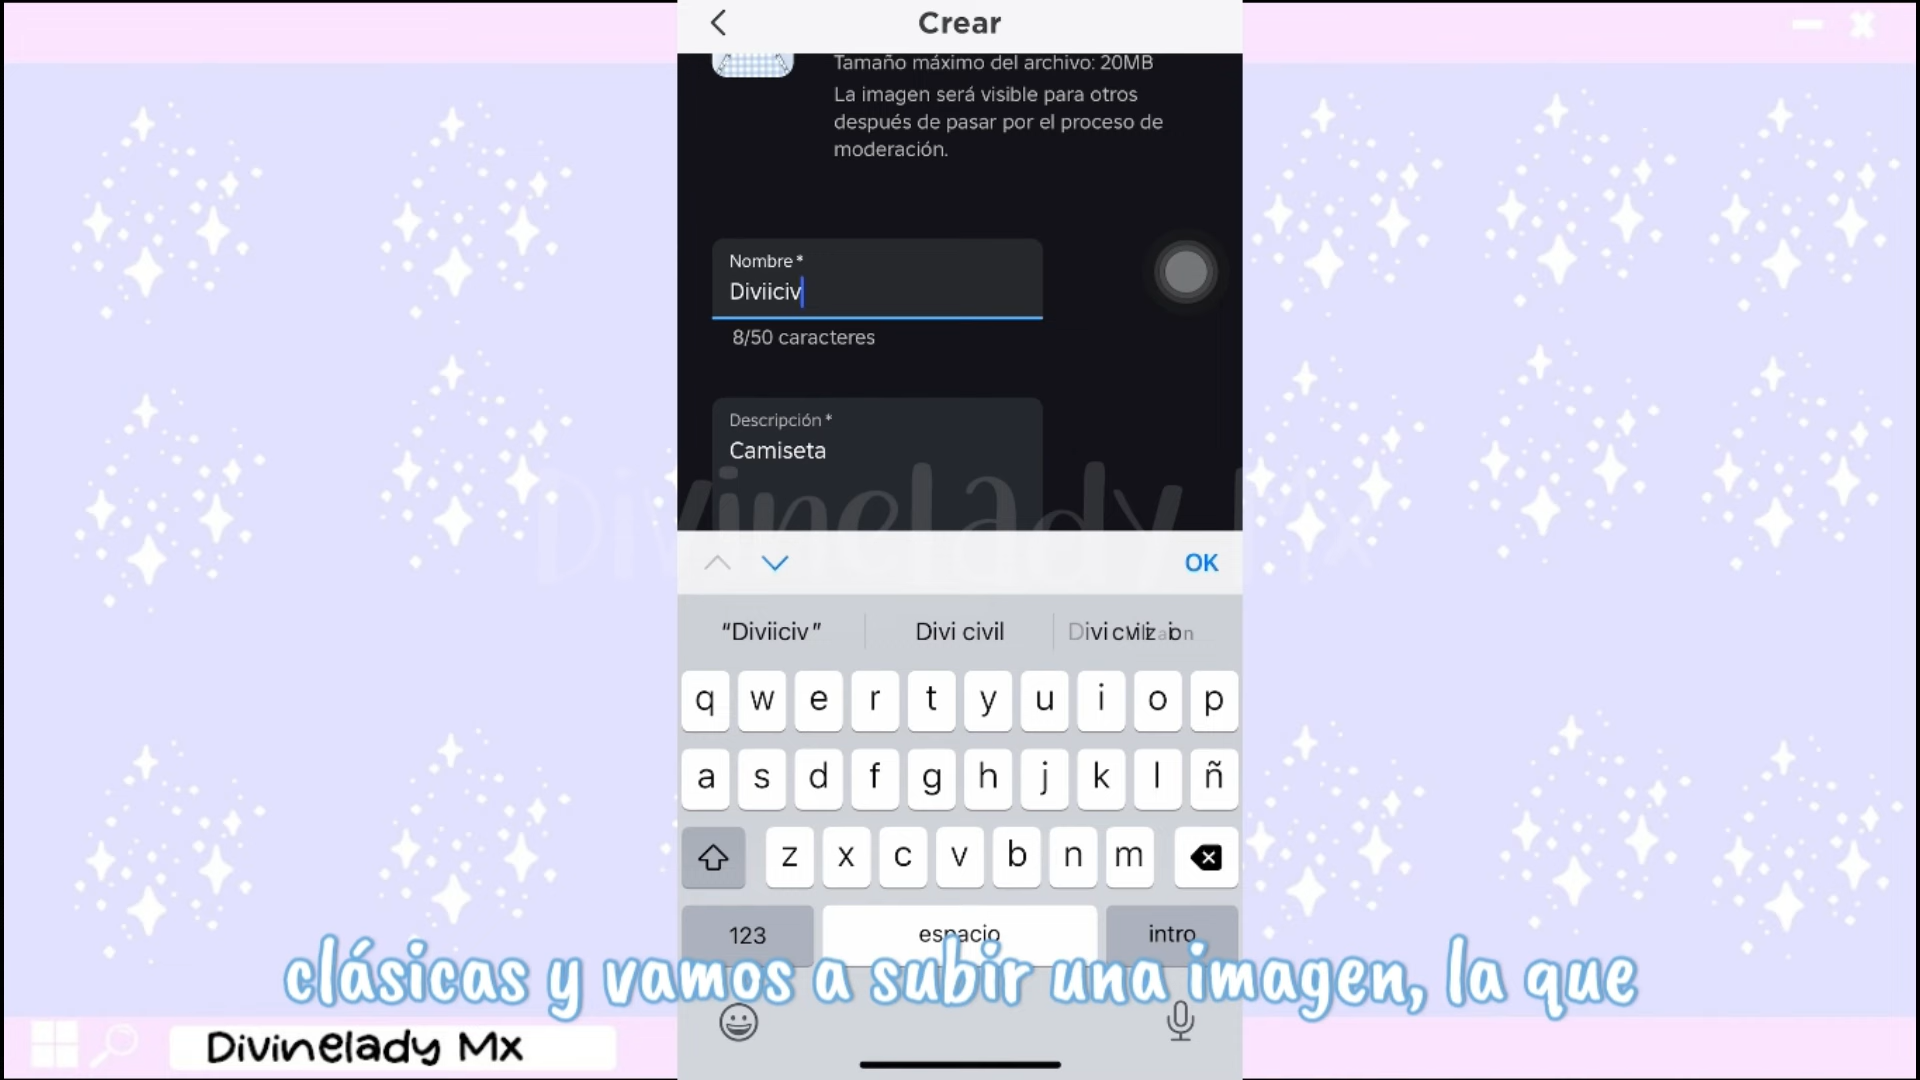 Crear
Tamaño máximo del archivo: 20MB
La imagen será visible para otros
después de pasar por el proceso de
moderación.
Nombre *
Diviiciv
8/50 caracteres
Descripción *
Camiseta
Divinelady Mx
OK
“Diviiciv”
Divi civil
q w e r t y u i o p
a s d f g h j k l ñ
z x c v b n m
123
espacio
intro
clásicas y vamos a subir una imagen, la que
Divinelady Mx